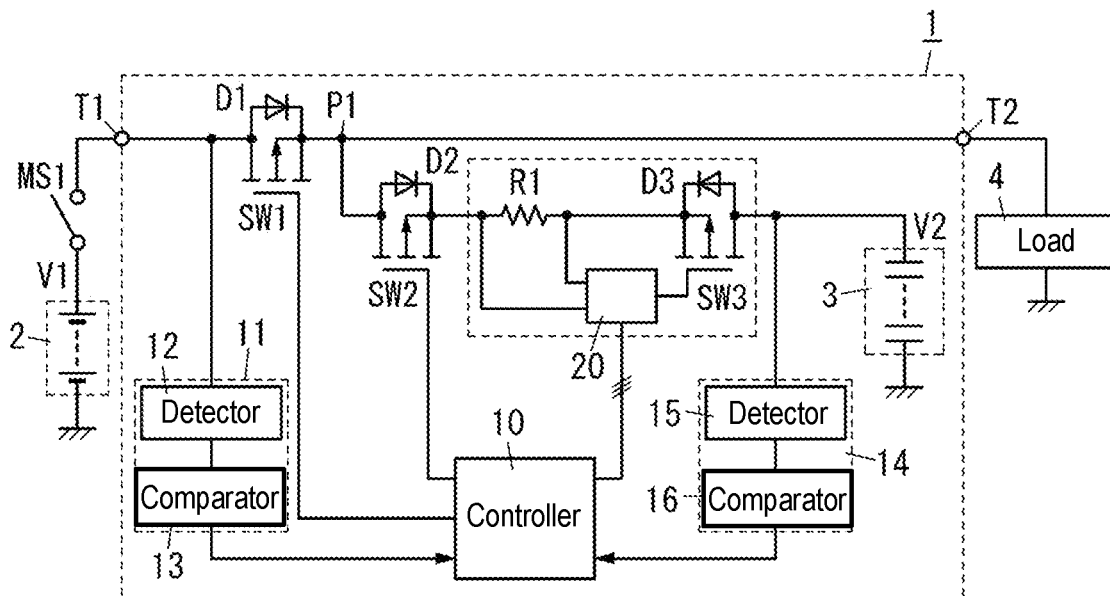 1
T1
D1
P1
T2
MS1
D2
R1
D3
4
SW1
V2
Load
V1
SW2
SW3
3
2
12
11
20
Detector
15
Detector
10
14
Comparator
Controller
16
Comparator
13